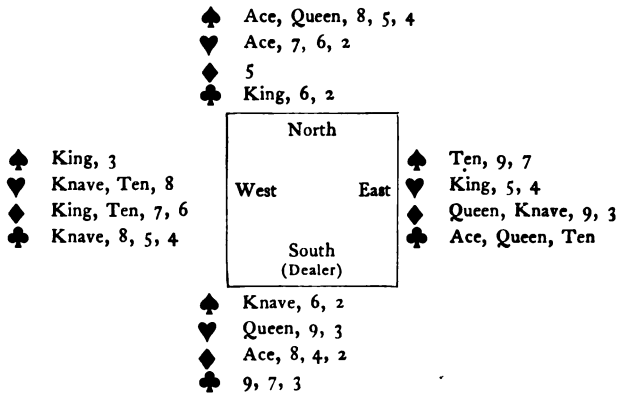 ♠ Ace, Queen, 8, 5, 4
♥ Ace, 7, 6, 2
♦ 5
♣ King, 6, 2
North
♠ King, 3
♥ Knave, Ten, 8
♦ King, Ten, 7, 6
♣ Knave, 8, 5, 4
West
East
♠ Ten, 9, 7
♥ King, 5, 4
♦ Queen, Knave, 9, 3
♣ Ace, Queen, Ten
South
(Dealer)
♠ Knave, 6, 2
♥ Queen, 9, 3
♦ Ace, 8, 4, 2
♣ 9, 7, 3